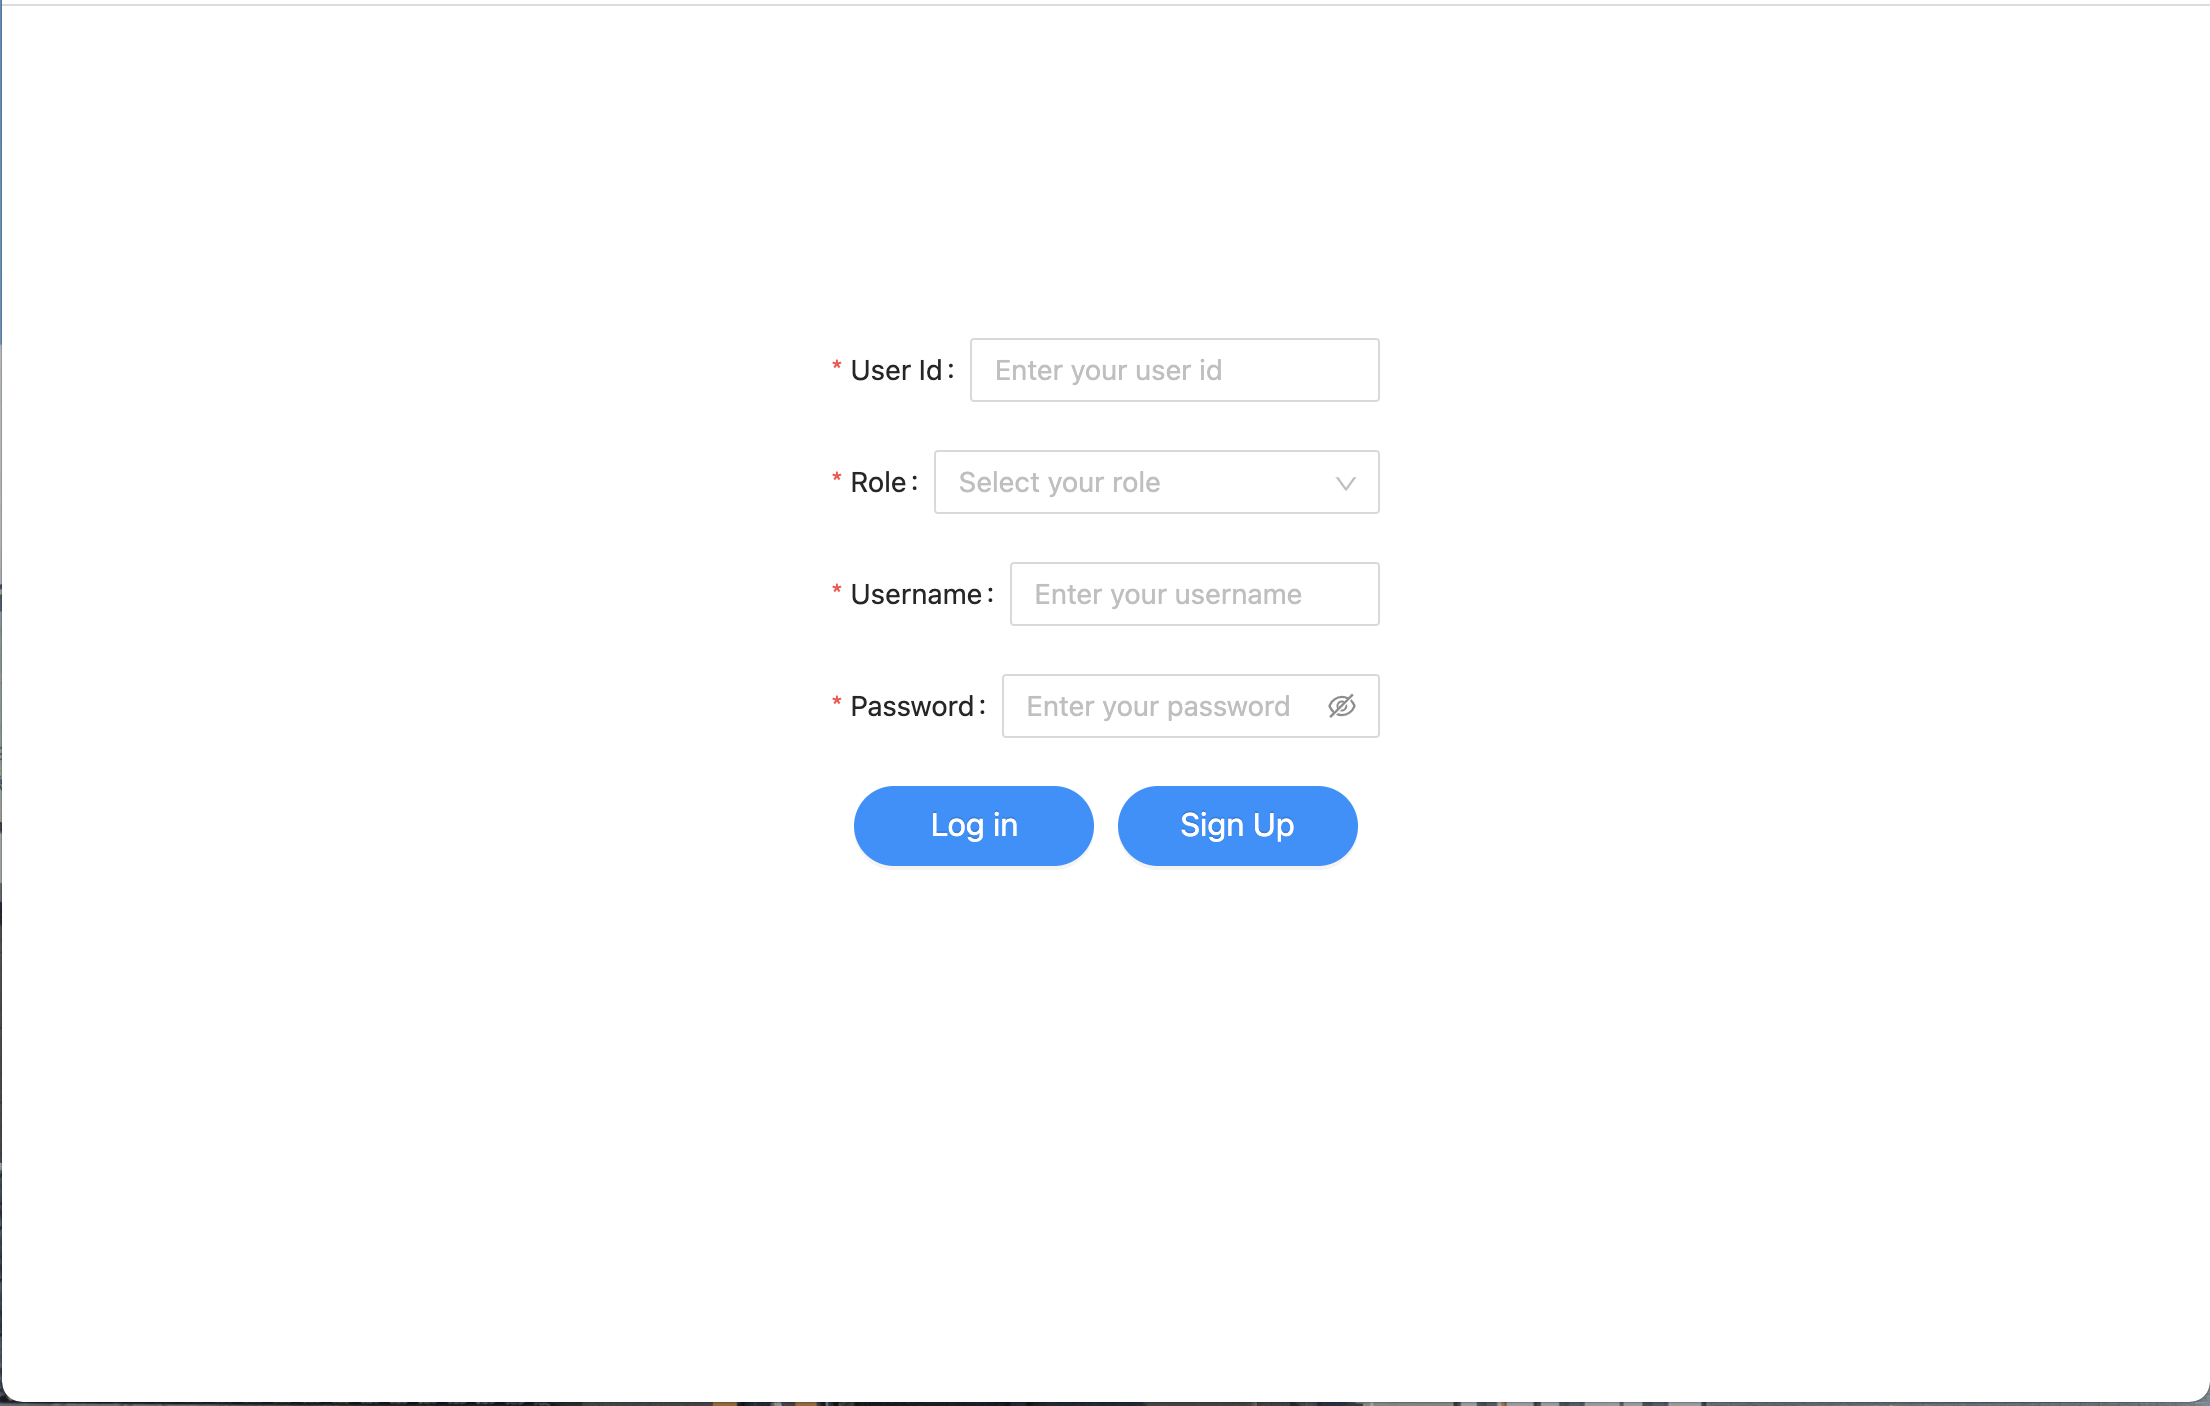 * User Id: Enter your user id
* Role: Select your role
* Username: Enter your username
* Password: Enter your password
Log in Sign Up